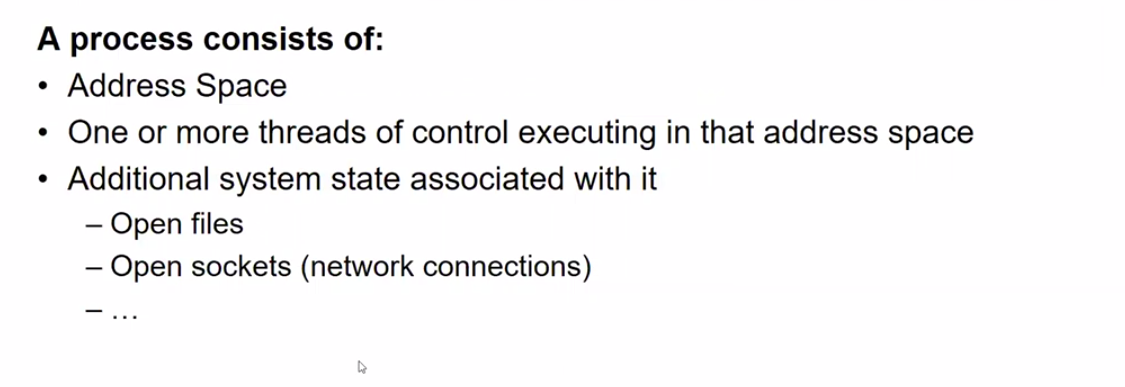 A process consists of:
• Address Space
• One or more threads of control executing in that address space
• Additional system state associated with it
– Open files
– Open sockets (network connections)
– …